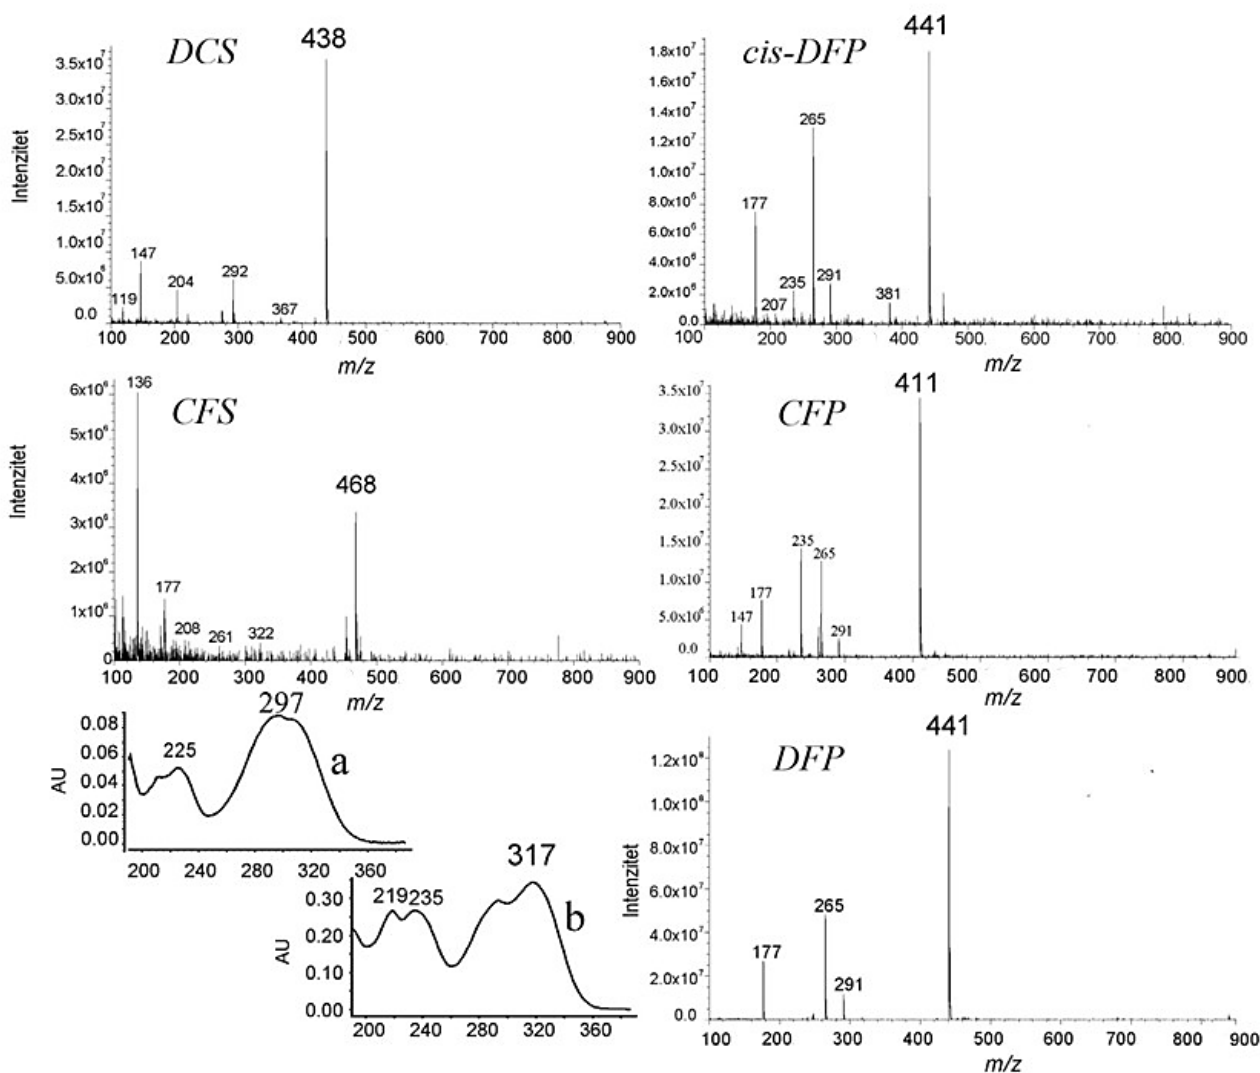 DCS
438
3.5x10⁷
3.0x10⁷
2.5x10⁷
2.0x10⁷
1.5x10⁷
1.0x10⁷
5.0x10⁶
0.0
Intenzitet
119
147
204
292
367
100 200 300 400 500 600 700 800 900
m/z
cis-DFP
441
1.8x10⁷
1.6x10⁷
1.4x10⁷
1.2x10⁷
1.0x10⁷
8.0x10⁶
6.0x10⁶
4.0x10⁶
2.0x10⁶
0.0
177
207
235
265
291
381
100 200 300 400 500 600 700 800 900
m/z
CFS
136
468
6x10⁶
5x10⁶
4x10⁶
3x10⁶
2x10⁶
1x10⁶
0
Intenzitet
177
208
261
322
100 200 300 400 500 600 700 800 900
m/z
CFP
411
3.5x10⁷
3.0x10⁷
2.5x10⁷
2.0x10⁷
1.5x10⁷
1.0x10⁷
5.0x10⁶
0.0
147
177
235
265
291
100 200 300 400 500 600 700 800 900
m/z
297
225
a
0.08
0.06
0.04
0.02
0.00
AU
200 240 280 320 360
317
219 235
b
0.30
0.20
0.10
0.00
AU
200 240 280 320 360
DFP
441
1.2x10⁸
1.0x10⁸
8.0x10⁷
6.0x10⁷
4.0x10⁷
2.0x10⁷
0.0
Intenzitet
177
265
291
100 200 300 400 500 600 700 800 900
m/z